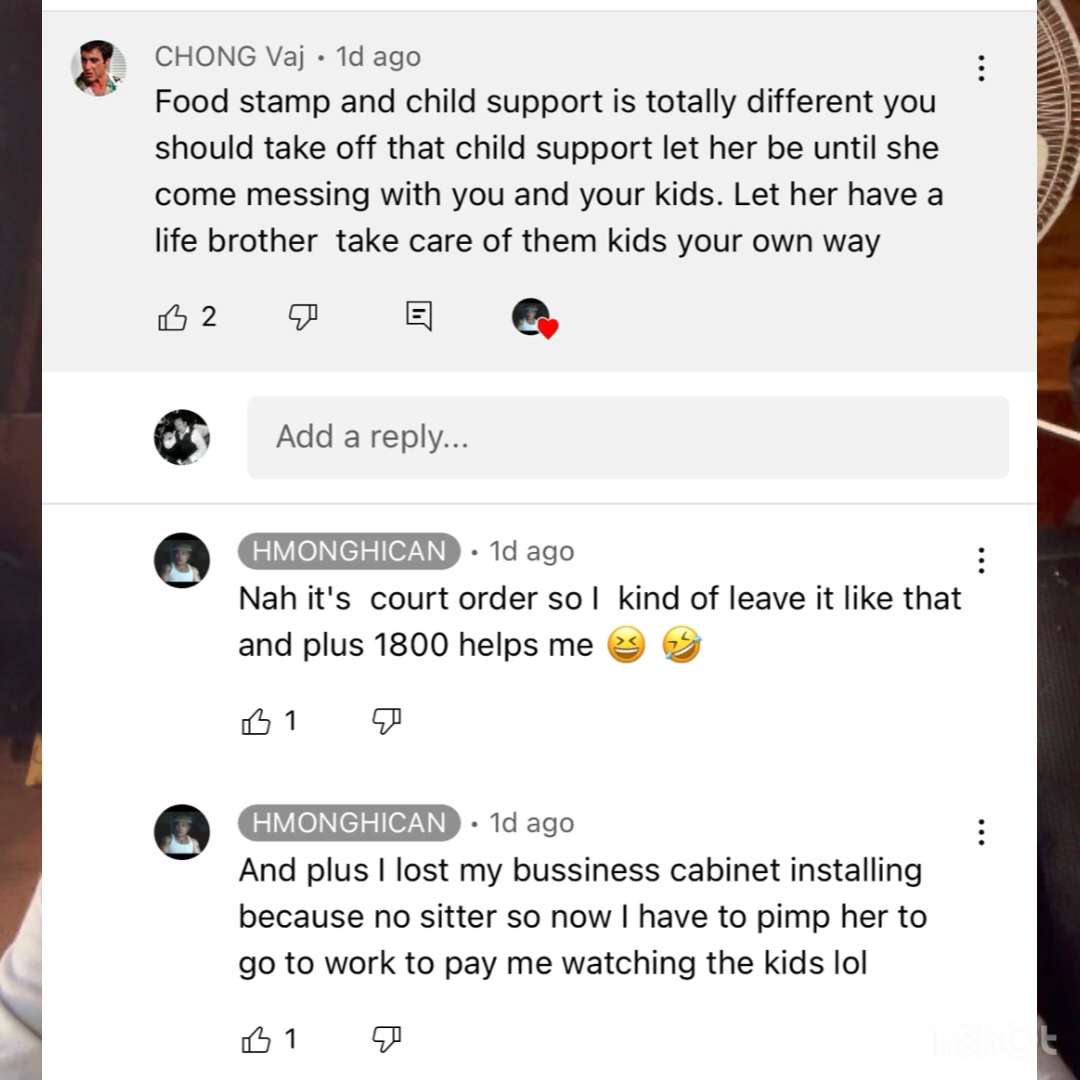 CHONG Vaj • 1d ago
Food stamp and child support is totally different you
should take off that child support let her be until she
come messing with you and your kids. Let her have a
life brother take care of them kids your own way
2
Add a reply...
HMONGHICAN • 1d ago
Nah it's court order so I kind of leave it like that
and plus 1800 helps me 😆 🤣
1
HMONGHICAN • 1d ago
And plus I lost my bussiness cabinet installing
because no sitter so now I have to pimp her to
go to work to pay me watching the kids lol
1